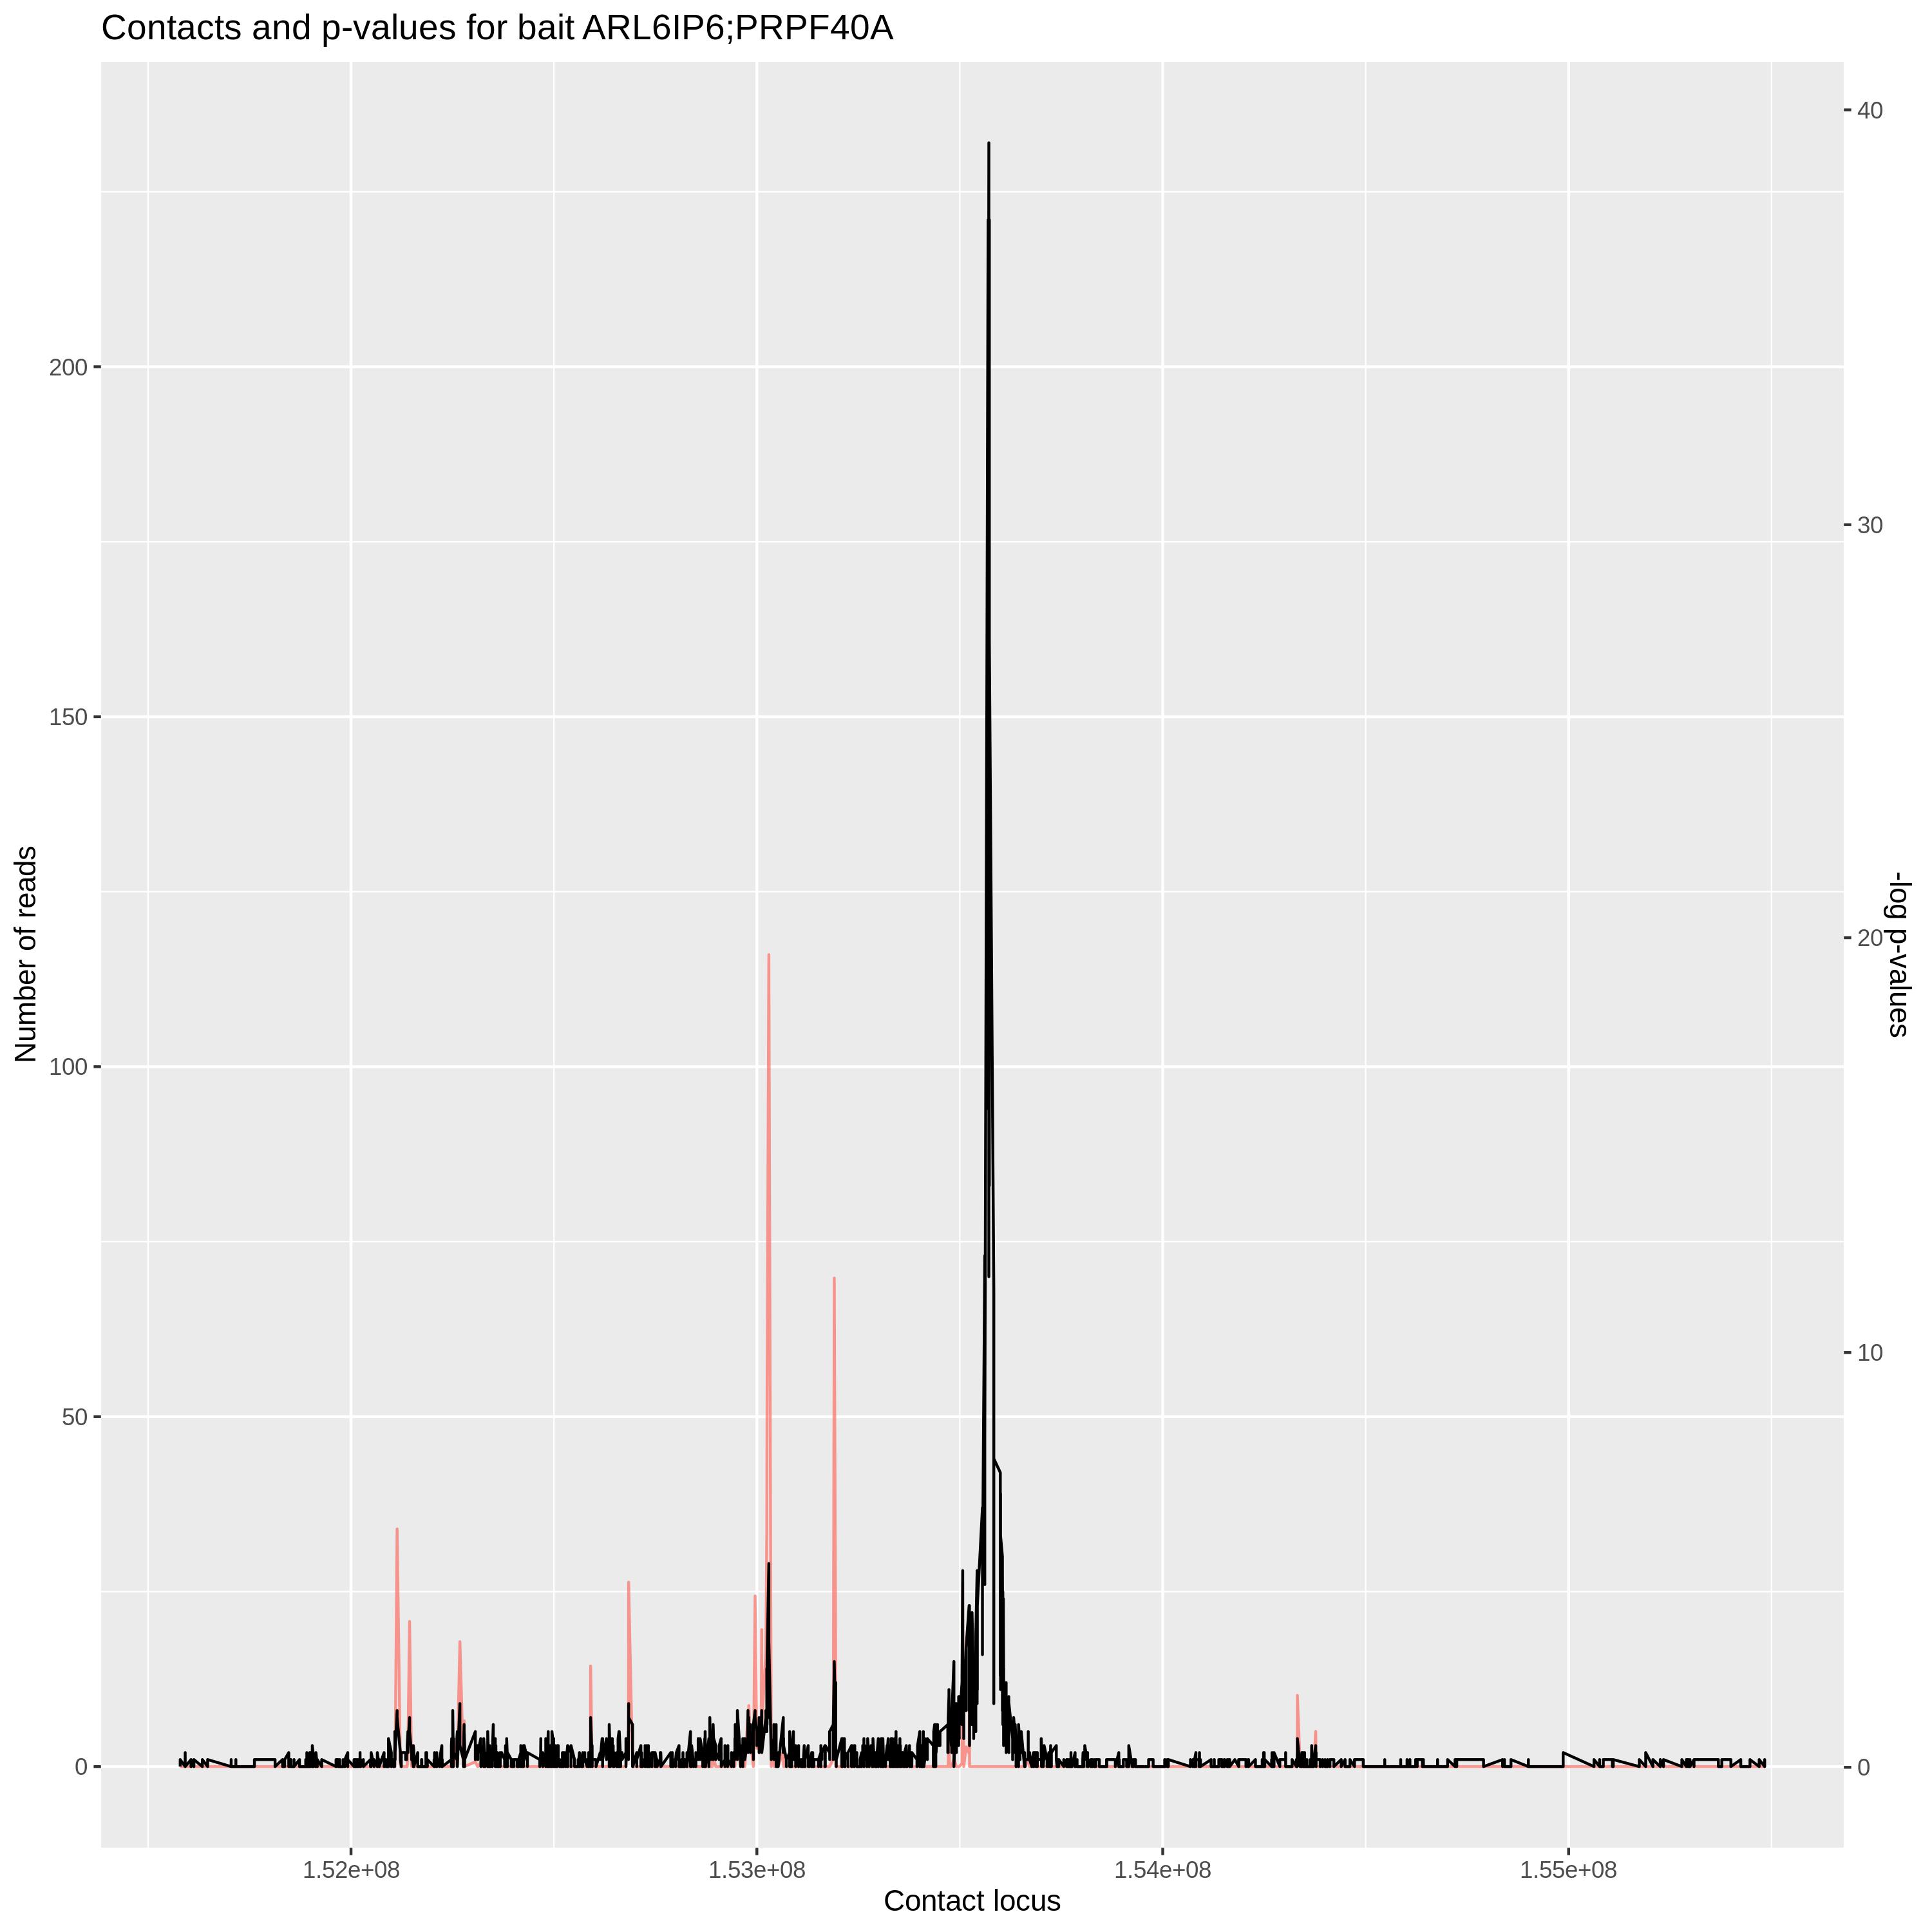 Contacts and p-values for bait ARL6IP6;PRPF40A
Number of reads
200
150
100
50
0
40
30
20
10
0
-log p-values
1.52e+08
1.53e+08
1.54e+08
1.55e+08
Contact locus